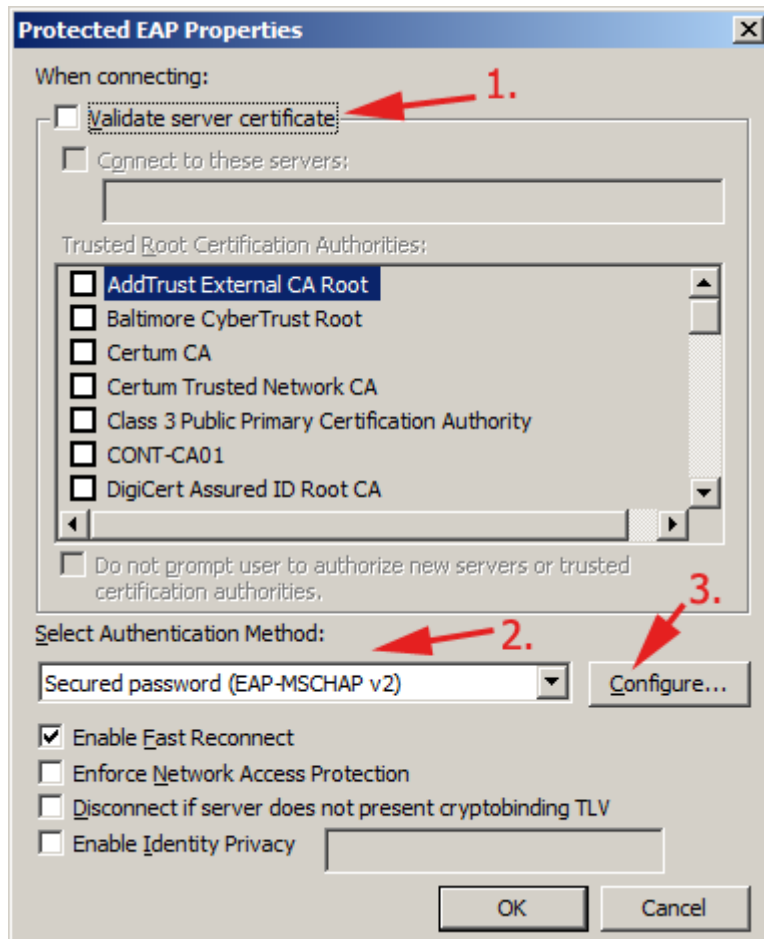 Protected EAP Properties
When connecting:
1.
Validate server certificate
Connect to these servers:
Trusted Root Certification Authorities:
AddTrust External CA Root
Baltimore CyberTrust Root
Certum CA
Certum Trusted Network CA
Class 3 Public Primary Certification Authority
CONT-CA01
DigiCert Assured ID Root CA
Do not prompt user to authorize new servers or trusted
certification authorities.
3.
Select Authentication Method:
2.
Secured password (EAP-MSCHAP v2)
Configure...
Enable Fast Reconnect
Enforce Network Access Protection
Disconnect if server does not present cryptobinding TLV
Enable Identity Privacy
OK
Cancel